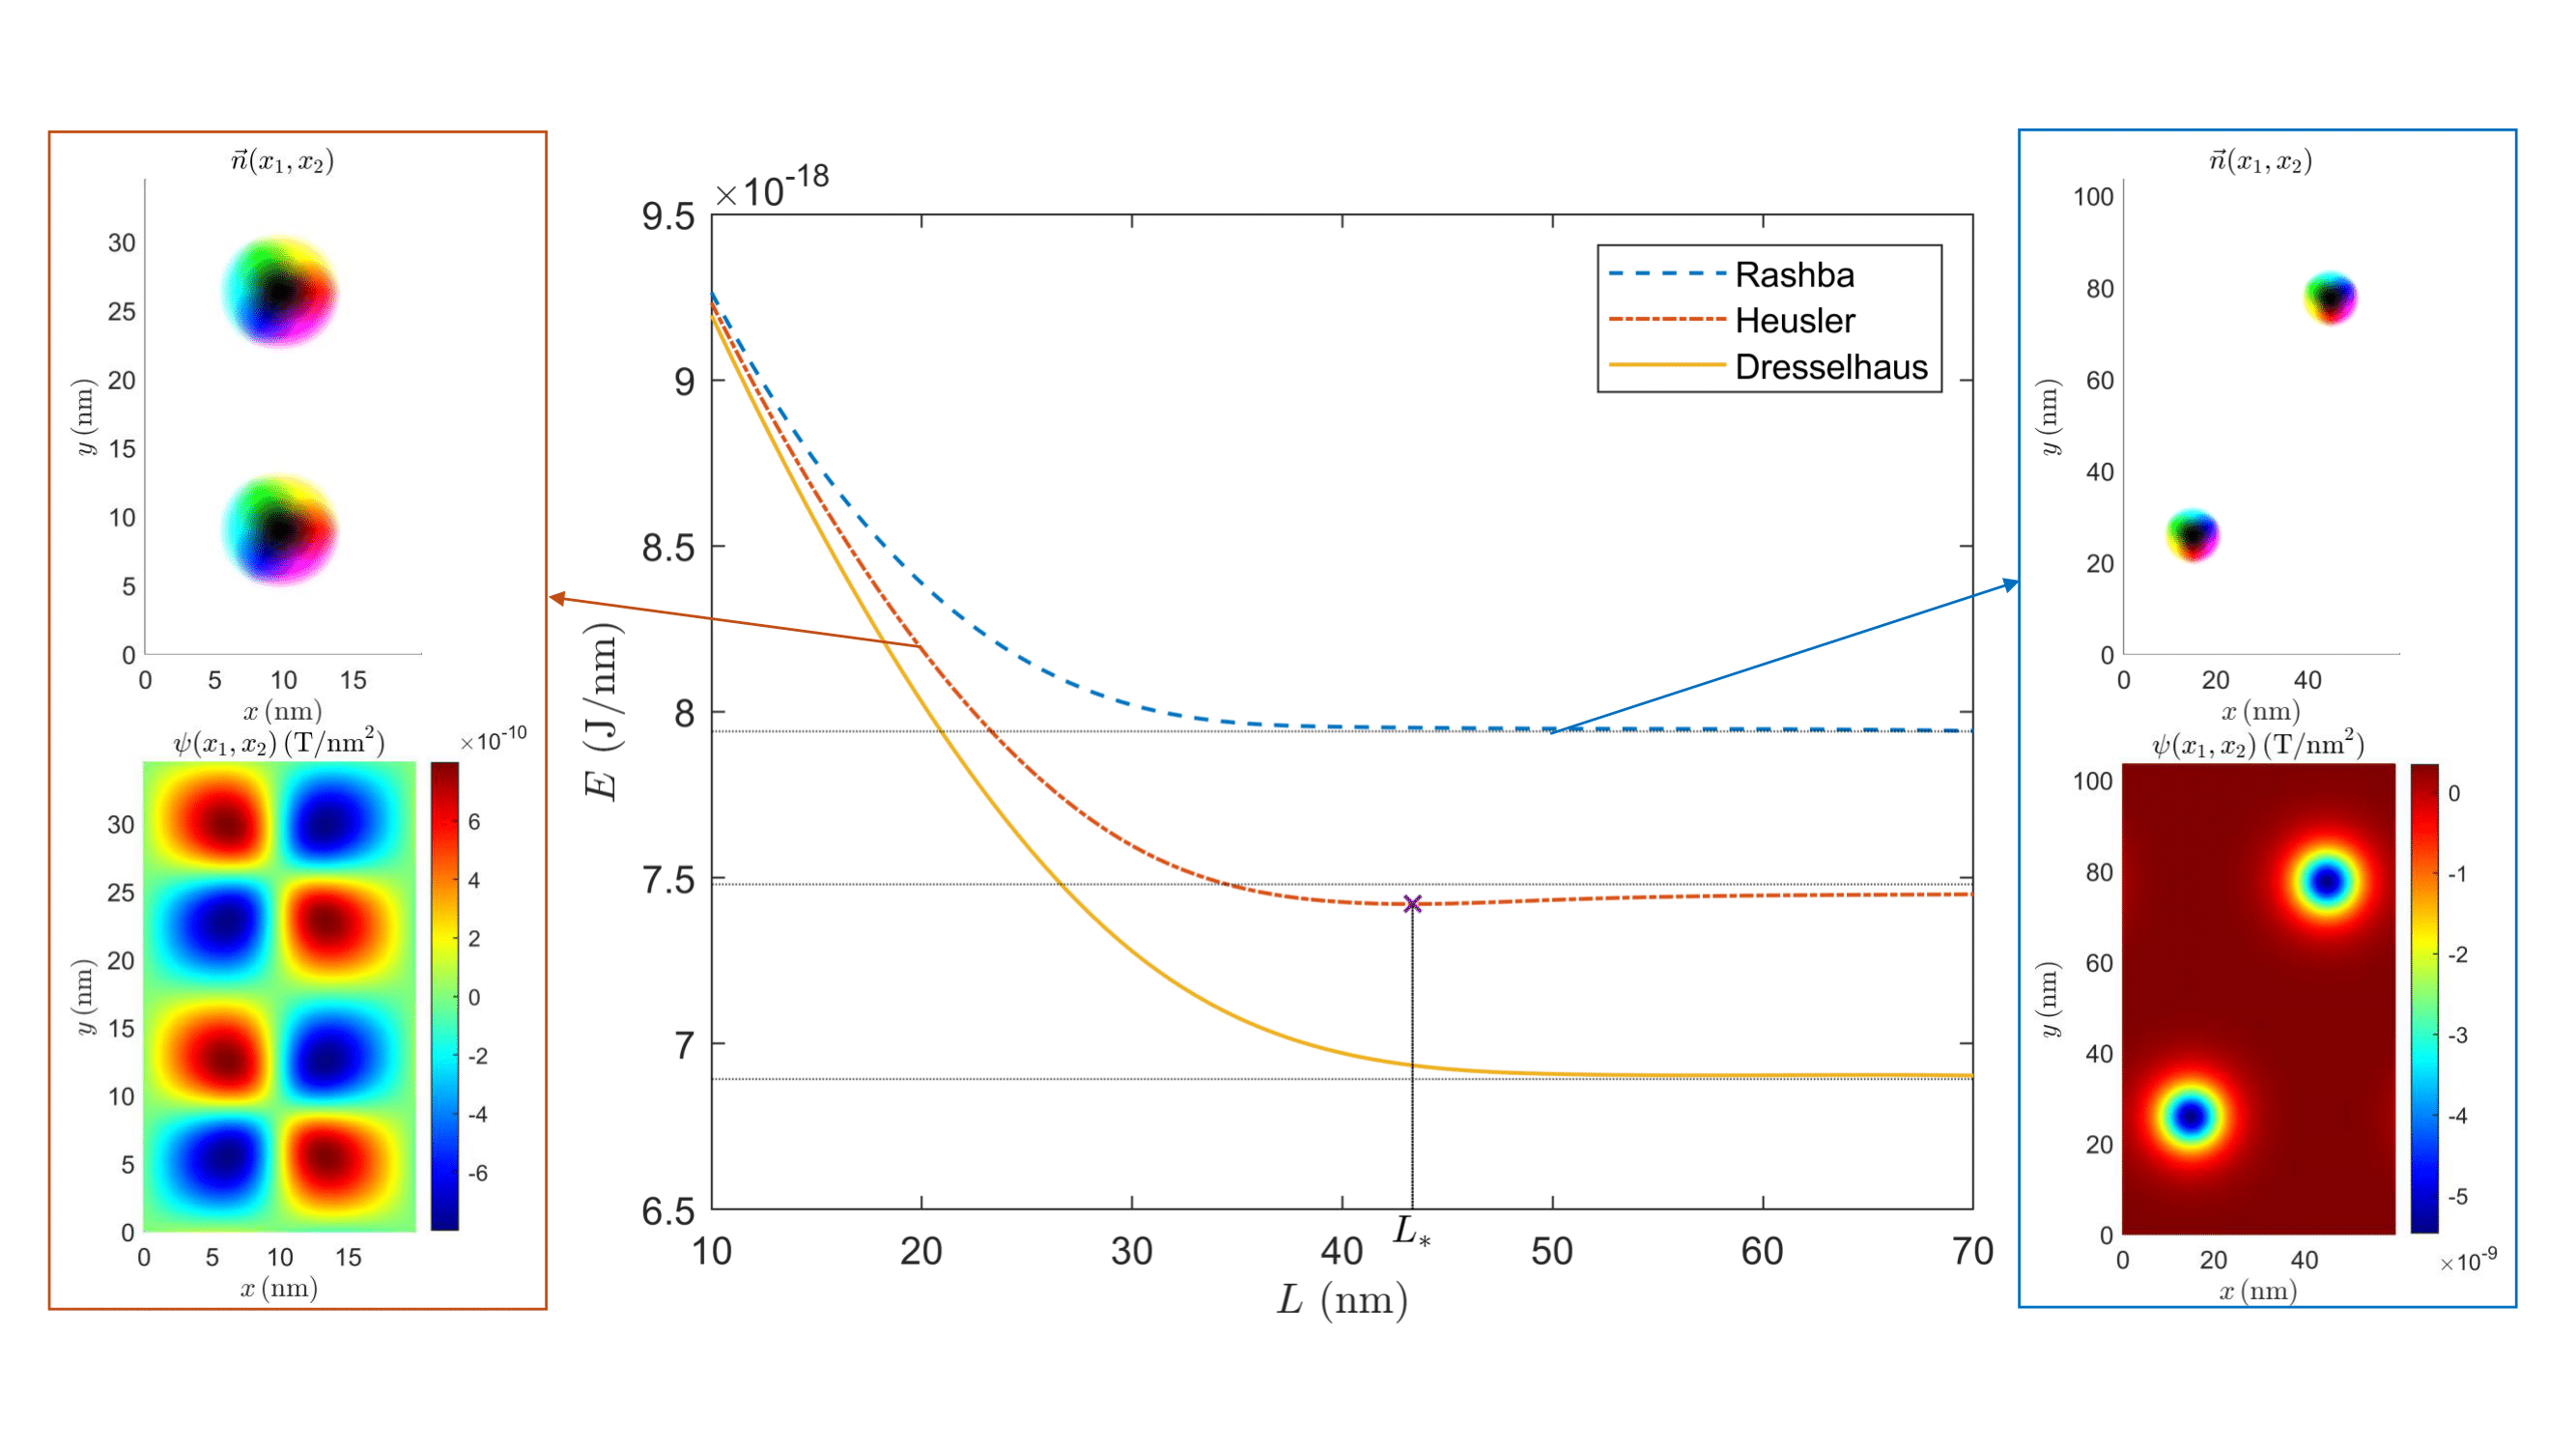 n⃗(x₁, x₂)
30
25
20
15
10
5
0
y (nm)
0 5 10 15
x (nm)
ψ(x₁, x₂) (T/nm²)
×10⁻¹⁰
30
25
20
15
10
5
0
y (nm)
0 5 10 15
x (nm)
6
4
2
0
-2
-4
-6
×10⁻¹⁸
9.5
9
8.5
8
7.5
7
6.5
E (J/nm)
10 20 30 40 50 60 70
L∗
L (nm)
Rashba
Heusler
Dresselhaus
n⃗(x₁, x₂)
100
80
60
40
20
0
y (nm)
0 20 40
x (nm)
ψ(x₁, x₂) (T/nm²)
100
80
60
40
20
0
y (nm)
0 20 40
x (nm)
0
-1
-2
-3
-4
-5
×10⁻⁹